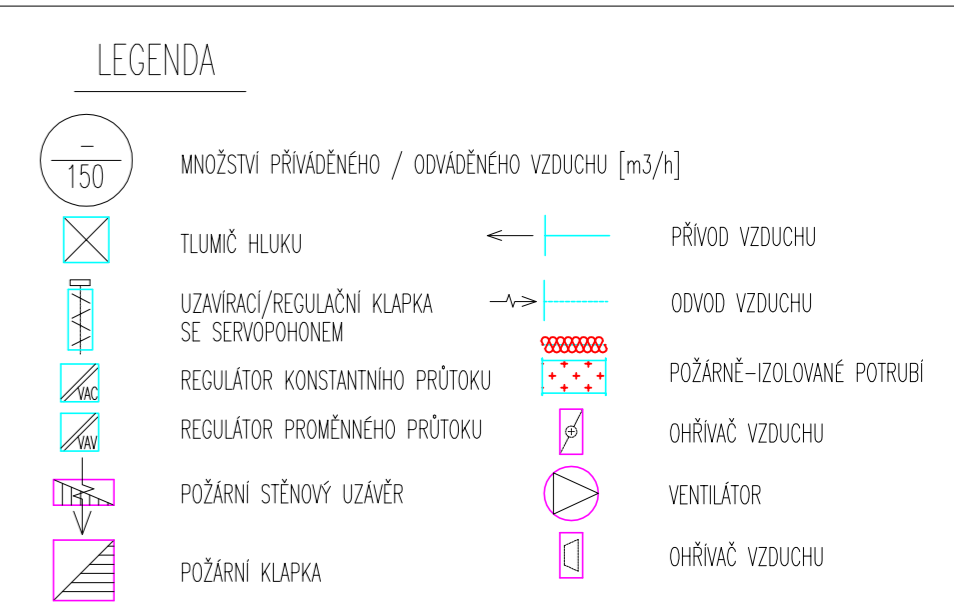 LEGENDA
–
150
MNOŽSTVÍ PŘÍVÁDĚNÉHO / ODVÁDĚNÉHO VZDUCHU [m3/h]
TLUMIČ HLUKU
UZAVÍRACÍ/REGULAČNÍ KLAPKA
SE SERVOPOHONEM
VAC
REGULÁTOR KONSTANTNÍHO PRŮTOKU
VAV
REGULÁTOR PROMĚNNÉHO PRŮTOKU
POŽÁRNÍ STĚNOVÝ UZÁVĚR
POŽÁRNÍ KLAPKA
PŘÍVOD VZDUCHU
ODVOD VZDUCHU
POŽÁRNĚ-IZOLOVANÉ POTRUBÍ
OHŘÍVAČ VZDUCHU
VENTILÁTOR
OHŘÍVAČ VZDUCHU